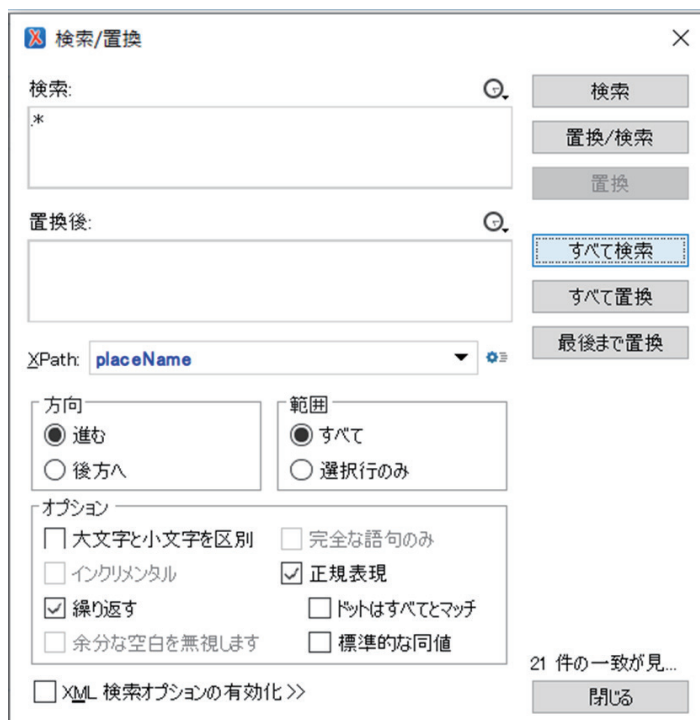 検索/置換
検索:
.*
検索
置換/検索
置換
置換後:
すべて検索
すべて置換
最後まで置換
XPath: placeName
方向
進む
後方へ
範囲
すべて
選択行のみ
オプション
大文字と小文字を区別
完全な語句のみ
インクリメンタル
正規表現
繰り返す
ドットはすべてとマッチ
余分な空白を無視します
標準的な同値
XML 検索オプションの有効化 >>
21 件の一致が見...
閉じる